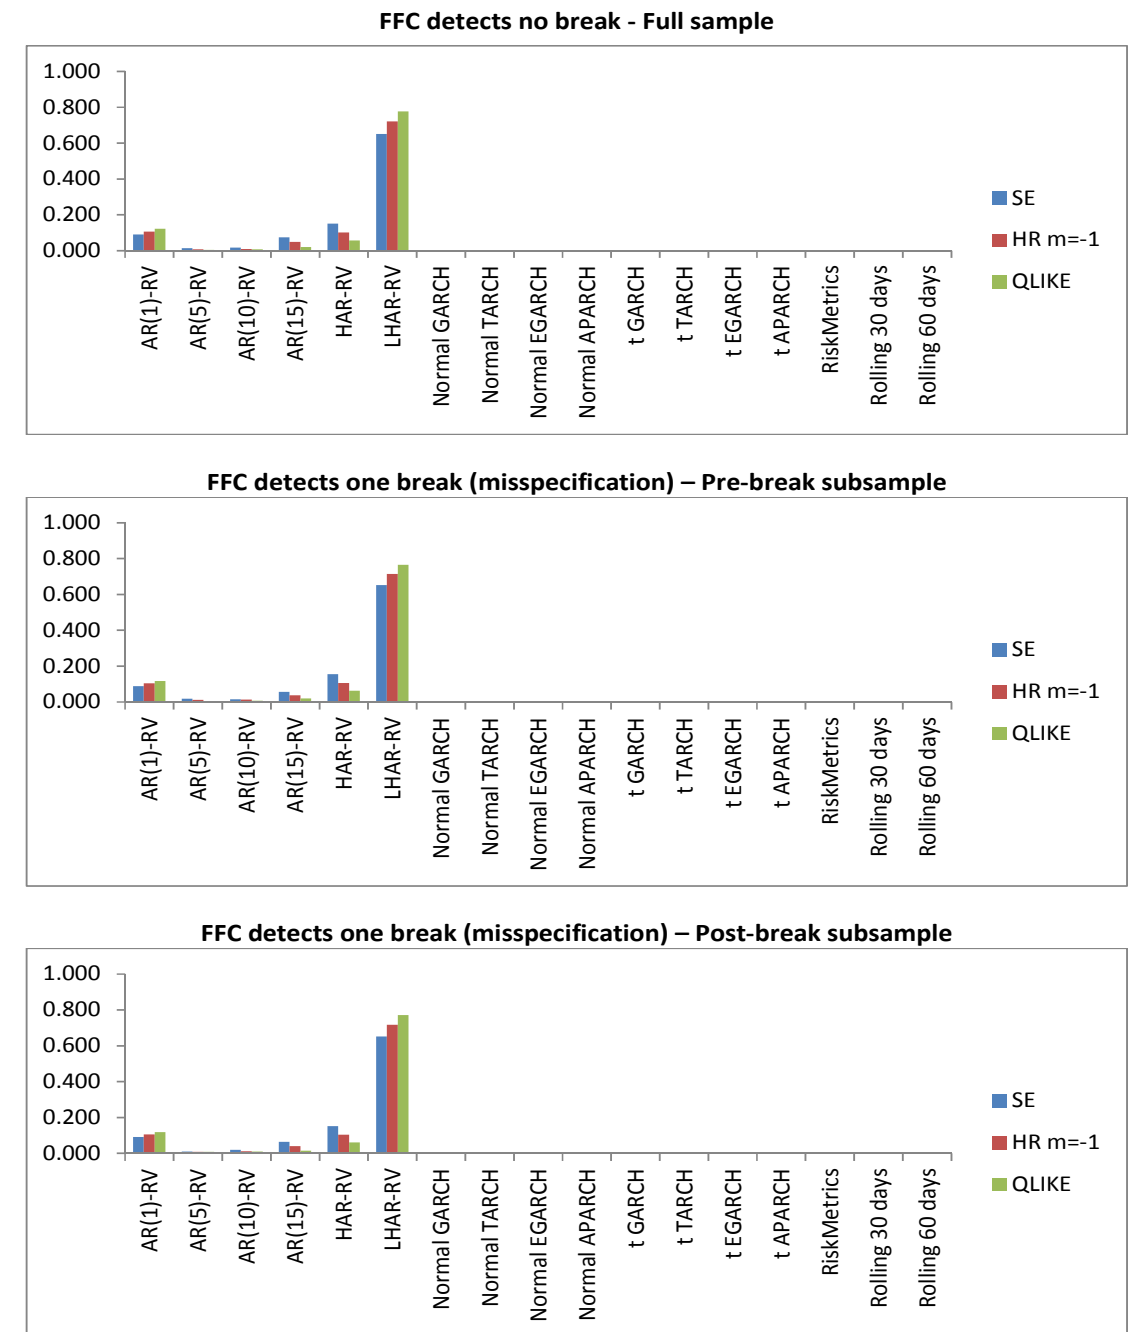 FFC detects no break - Full sample
1.000
0.800
0.600
0.400
0.200
0.000
AR(1)-RV
AR(5)-RV
AR(10)-RV
AR(15)-RV
HAR-RV
LHAR-RV
Normal GARCH
Normal TARCH
Normal EGARCH
Normal APARCH
t GARCH
t TARCH
t EGARCH
t APARCH
RiskMetrics
Rolling 30 days
Rolling 60 days
SE
HR m=-1
QLIKE
FFC detects one break (misspecification) – Pre-break subsample
1.000
0.800
0.600
0.400
0.200
0.000
AR(1)-RV
AR(5)-RV
AR(10)-RV
AR(15)-RV
HAR-RV
LHAR-RV
Normal GARCH
Normal TARCH
Normal EGARCH
Normal APARCH
t GARCH
t TARCH
t EGARCH
t APARCH
RiskMetrics
Rolling 30 days
Rolling 60 days
SE
HR m=-1
QLIKE
FFC detects one break (misspecification) – Post-break subsample
1.000
0.800
0.600
0.400
0.200
0.000
AR(1)-RV
AR(5)-RV
AR(10)-RV
AR(15)-RV
HAR-RV
LHAR-RV
Normal GARCH
Normal TARCH
Normal EGARCH
Normal APARCH
t GARCH
t TARCH
t EGARCH
t APARCH
RiskMetrics
Rolling 30 days
Rolling 60 days
SE
HR m=-1
QLIKE